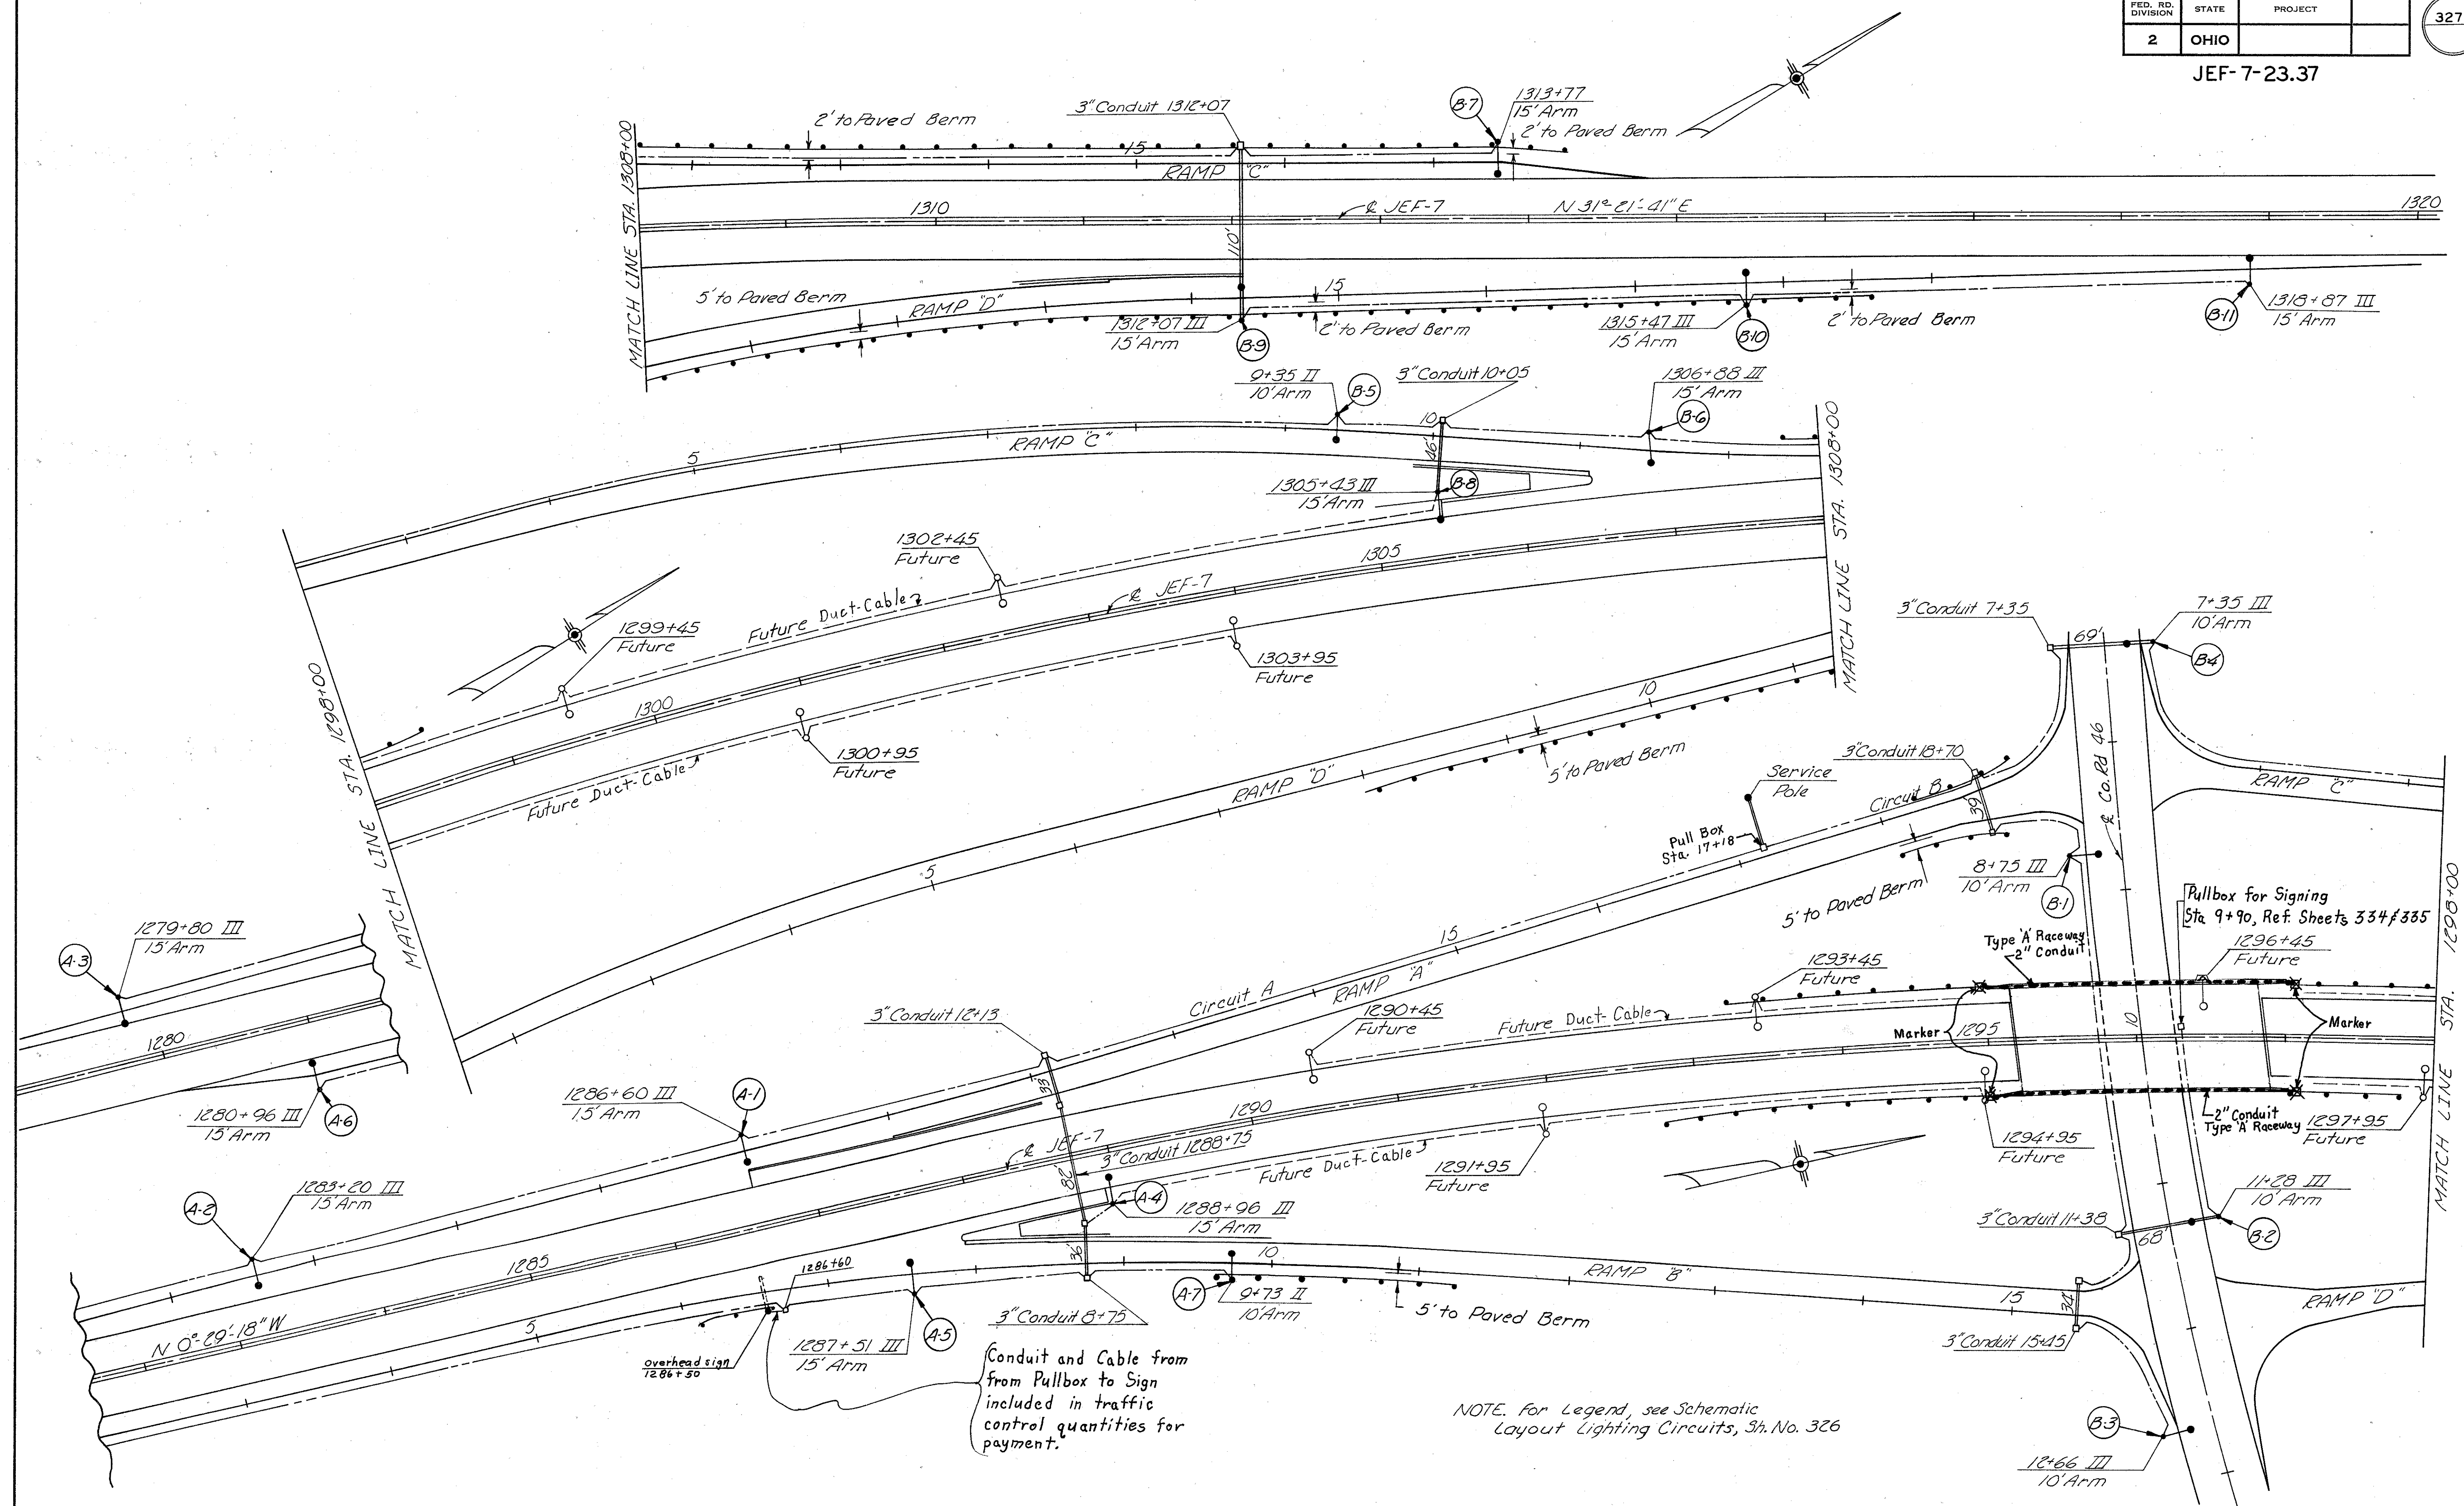 FED. RD. DIVISION
STATE
PROJECT
2
OHIO
327
JEF-7-23.37
MATCH LINE STA. 1308+00
2' to Paved Berm
3" Conduit 1312+07
15
RAMP "C"
B-7
1313+77
15' Arm
2' to Paved Berm
1310
110'
℄ JEF-7
N 31°-21'-41" E
1320
5' to Paved Berm
RAMP "D"
1312+07 III
15' Arm
B-9
15
2' to Paved Berm
1315+47 III
15' Arm
B-10
2' to Paved Berm
B-11
1318+87 III
15' Arm
9+35 II
10' Arm
B-5
3" Conduit 10+05
10
46'
1306+88 III
15' Arm
B-6
MATCH LINE STA. 1308+00
5
RAMP "C"
1305+43 III
15' Arm
B-8
1302+45
Future
1305
℄ JEF-7
Future Duct-Cable
1299+45
Future
1303+95
Future
1300
1300+95
Future
Future Duct-Cable
MATCH LINE STA. 1298+00
10
5' to Paved Berm
RAMP "D"
5
3" Conduit 7+35
69'
7+35 III
10' Arm
B-4
℄ Co. Rd 46
RAMP "C"
3" Conduit 18+70
39'
Service
Pole
Circuit B
Pull Box
Sta. 17+18
5' to Paved Berm
8+75 III
10' Arm
B-1
Pullbox for Signing
Sta 9+90, Ref. Sheets 334 & 335
Type 'A' Raceway
2" Conduit
1296+45
Future
MATCH LINE STA. 1298+00
A-3
1279+80 III
15' Arm
1280
1280+96 III
15' Arm
A-6
15
Circuit A
RAMP "A"
1293+45
Future
1290+45
Future
Future Duct-Cable
Marker
1295
10
Marker
3" Conduit 12+13
33'
1286+60 III
15' Arm
A-1
1290
℄ JEF-7
3" Conduit 1288+75
82'
Future Duct-Cable
1291+95
Future
1294+95
Future
2" Conduit
Type 'A' Raceway
1297+95
Future
A-2
1283+20 III
15' Arm
A-4
1288+96 III
15' Arm
11+28 III
10' Arm
B-2
3" Conduit 11+38
68'
1285
N 0°-29'-18" W
5
1286+60
36'
10
RAMP "B"
15
34'
RAMP "D"
overhead sign
1286+50
1287+51 III
15' Arm
A-5
3" Conduit 8+75
A-7
9+73 II
10' Arm
5' to Paved Berm
3" Conduit 15+45
Conduit and Cable from
from Pullbox to Sign
included in traffic
control quantities for
payment.
NOTE. For Legend, see Schematic
Layout Lighting Circuits, Sh. No. 326
B-3
12+66 III
10' Arm